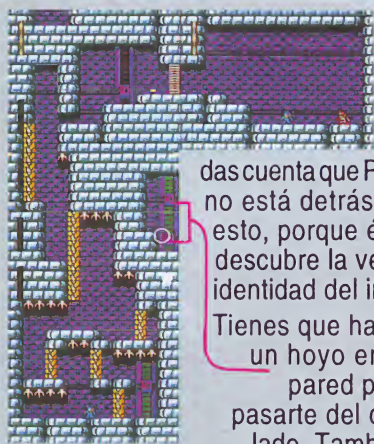 das cuenta que P
no está detrás
esto, porque é
descubre la ve
identidad del i
Tienes que ha
un hoyo en
pared p
pasarte del o
lado. Tamb